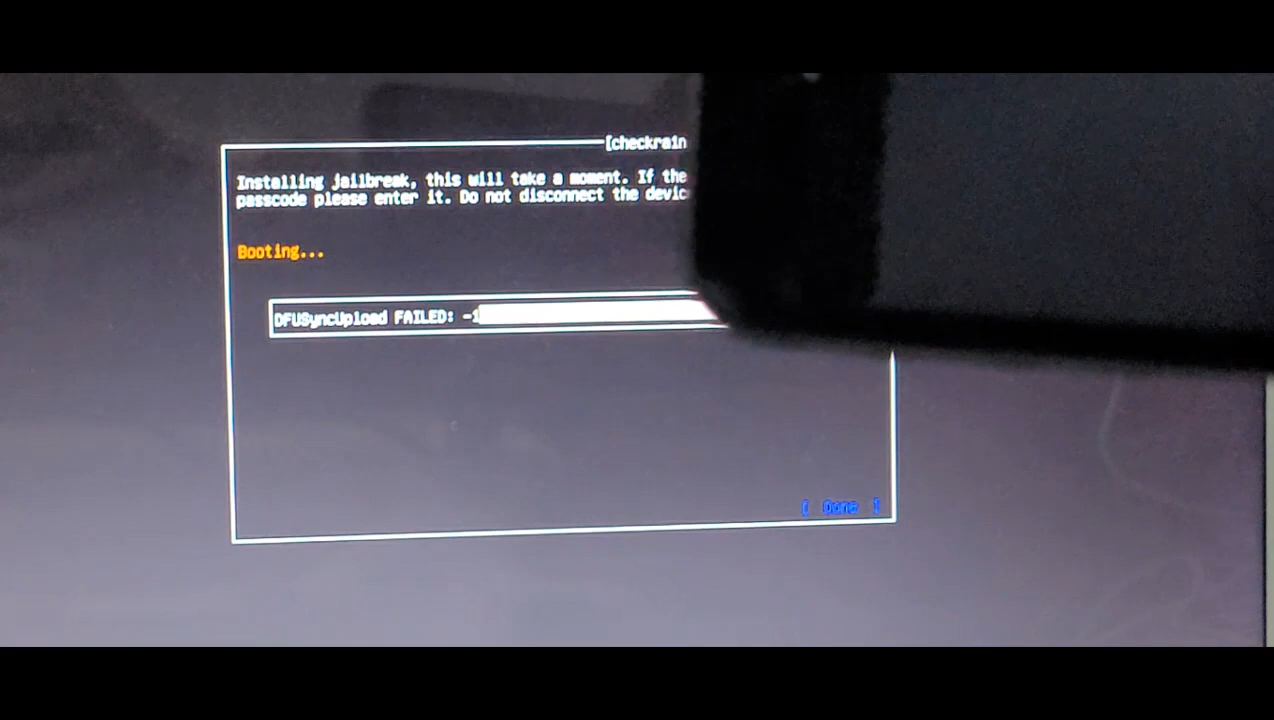 [checkra1n
Installing jailbreak, this will take a moment. If the
passcode please enter it. Do not disconnect the devic
Booting...
DFUSyncUpload FAILED: -1
[ Done ]